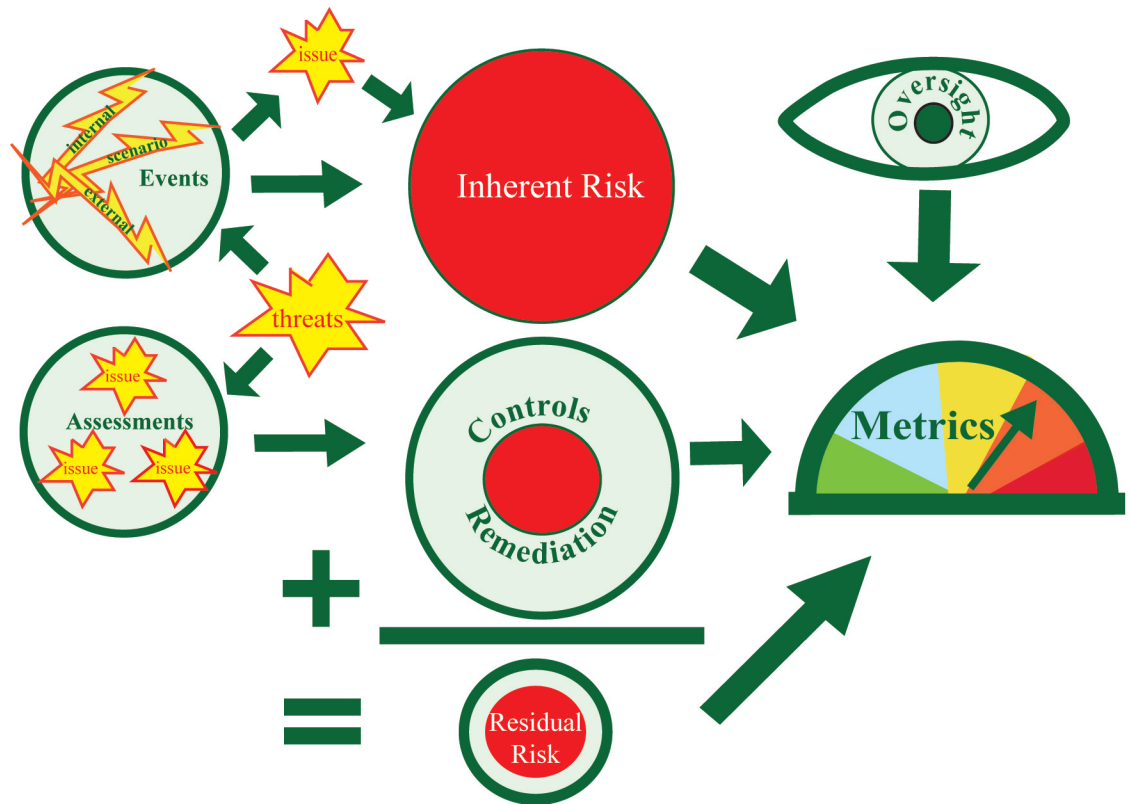 issue
internal
scenario
Events
external
Inherent Risk
Oversight
threats
issue
Assessments
issue
issue
Controls
Remediation
Metrics
Residual
Risk